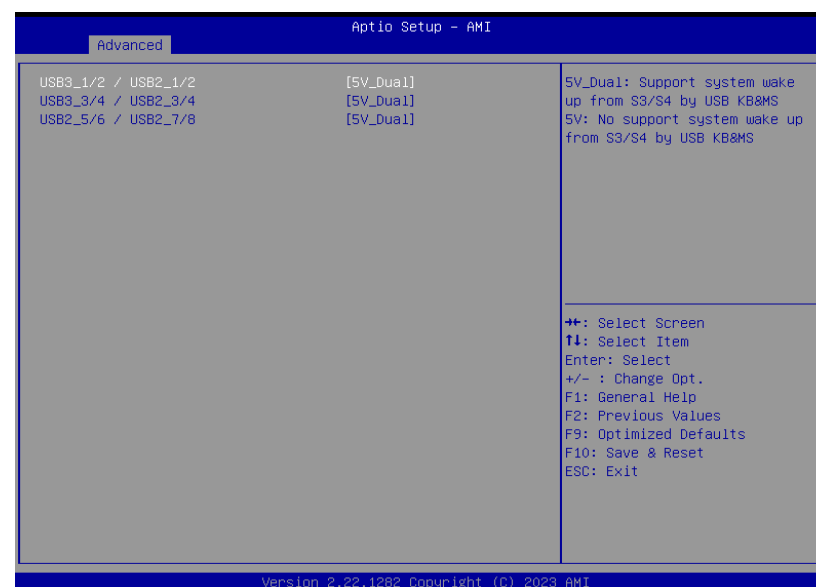 Aptio Setup – AMI
Advanced
USB3_1/2 / USB2_1/2 [5V_Dual]
USB3_3/4 / USB2_3/4 [5V_Dual]
USB2_5/6 / USB2_7/8 [5V_Dual]
5V_Dual: Support system wake
up from S3/S4 by USB KB&MS
5V: No support system wake up
from S3/S4 by USB KB&MS
→←: Select Screen
↑↓: Select Item
Enter: Select
+/- : Change Opt.
F1: General Help
F2: Previous Values
F9: Optimized Defaults
F10: Save & Reset
ESC: Exit
Version 2.22.1282 Copyright (C) 2023 AMI